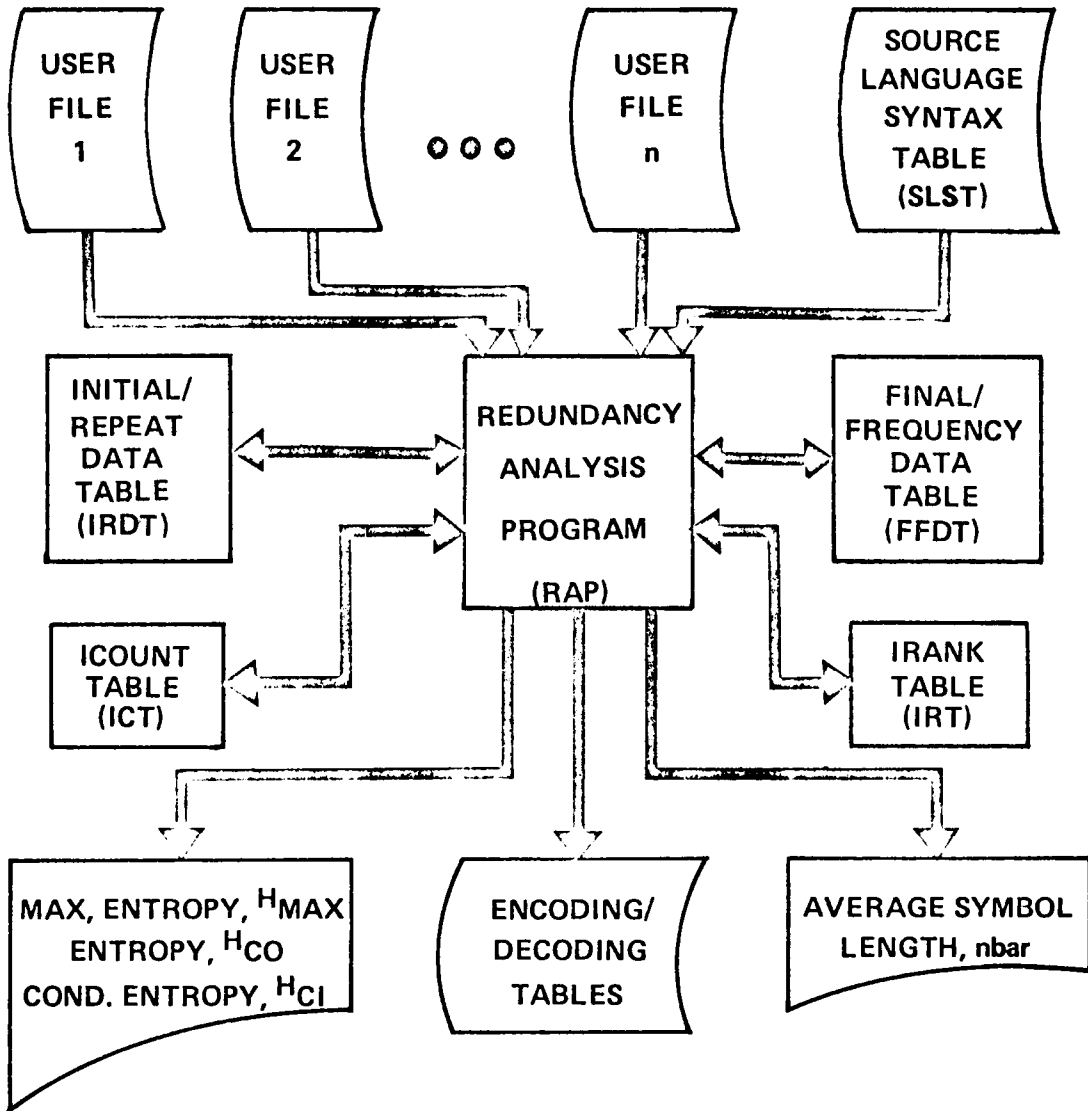 USER
FILE
1
USER
FILE
2
USER
FILE
n
SOURCE
LANGUAGE
SYNTAX
TABLE
(SLST)
INITIAL/
REPEAT
DATA
TABLE
(IRDT)
REDUNDANCY
ANALYSIS
PROGRAM
(RAP)
FINAL/
FREQUENCY
DATA
TABLE
(FFDT)
ICOUNT
TABLE
(ICT)
IRANK
TABLE
(IRT)
MAX, ENTROPY, HMAX
ENTROPY, HCO
COND. ENTROPY, HCI
ENCODING/
DECODING
TABLES
AVERAGE SYMBOL
LENGTH, nbar